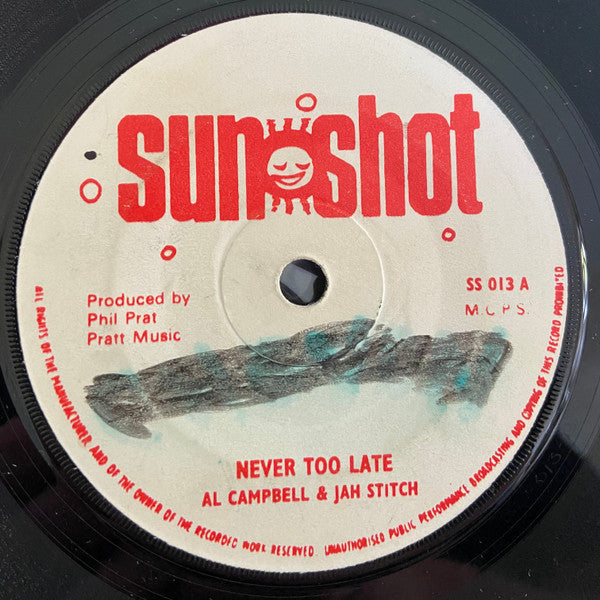 sun shot
SS 013 A
M.C.P.S.
Produced by
Phil Prat
Pratt Music
NEVER TOO LATE
AL CAMPBELL & JAH STITCH
ALL RIGHTS OF THE MANUFACTURER AND OF THE OWNER OF THE RECORDED WORK RESERVED. UNAUTHORISED PUBLIC PERFORMANCE BROADCASTING AND COPYING OF THIS RECORD PROHIBITED